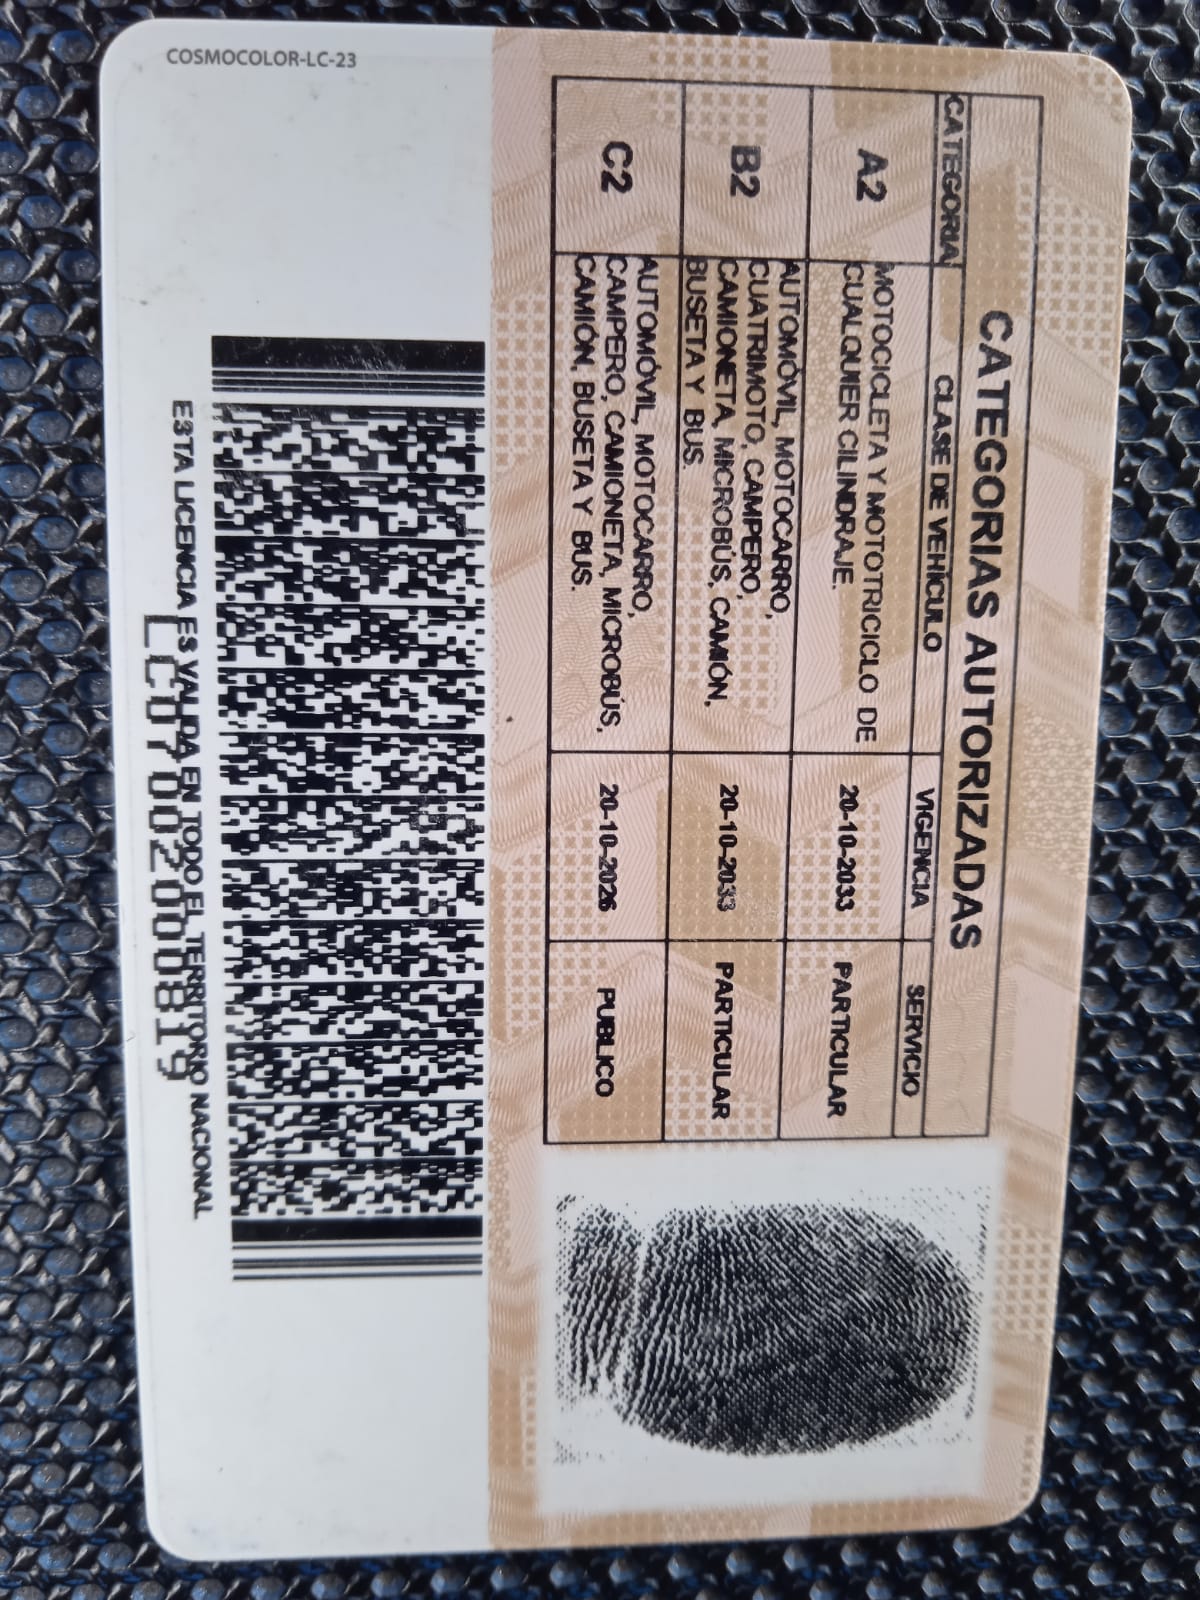 COSMOCOLOR-LC-23
CATEGORIAS AUTORIZADAS
CATEGORIA CLASE DE VEHÍCULO VIGENCIA SERVICIO
A2 MOTOCICLETA Y MOTOTRICICLO DE 20-10-2033 PARTICULAR
CUALQUIER CILINDRAJE.
B2 AUTOMÓVIL, MOTOCARRO, 20-10-2033 PARTICULAR
CUATRIMOTO, CAMPERO,
CAMIONETA, MICROBÚS, CAMIÓN,
BUSETA Y BUS.
C2 AUTOMÓVIL, MOTOCARRO, 20-10-2026 PUBLICO
CAMPERO, CAMIONETA, MICROBÚS,
CAMIÓN, BUSETA Y BUS.
ESTA LICENCIA ES VALIDA EN TODO EL TERRITORIO NACIONAL
LC07002000819